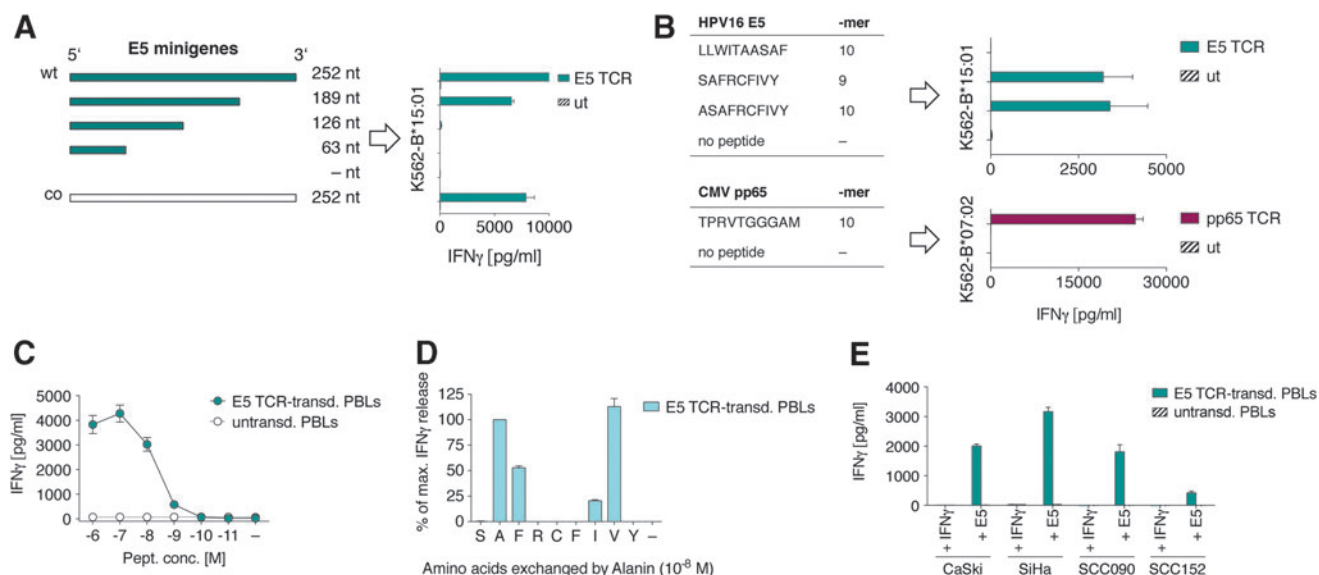 A
E5 minigenes
5‘ 3‘
wt 252 nt
189 nt
126 nt
63 nt
– nt
co 252 nt
K562-B*15:01
E5 TCR
ut
0 10000
IFNγ [pg/ml]
B
HPV16 E5 -mer
LLWITAASAF 10
SAFRCFIVY 9
ASAFRCFIVY 10
no peptide –
K562-B*15:01
E5 TCR
ut
0 2500 5000
CMV pp65 -mer
TPRVTGGGAM 10
no peptide –
K562-B*07:02
pp65 TCR
ut
0 15000 30000
IFNγ [pg/ml]
C
IFNγ [pg/ml]
5000
4000
3000
2000
1000
0
E5 TCR-transd. PBLs
untransd. PBLs
-6 -7 -8 -9 -10 -11 –
Pept. conc. [M]
D
% of max. IFNγ release
125
100
75
50
25
0
E5 TCR-transd. PBLs
S A F R C F I V Y –
Amino acids exchanged by Alanin (10-8 M)
E
IFNγ [pg/ml]
4000
3000
2000
1000
0
E5 TCR-transd. PBLs
untransd. PBLs
+ IFNγ + E5 + IFNγ + E5 + IFNγ + E5 + IFNγ + E5
CaSki SiHa SCC090 SCC152